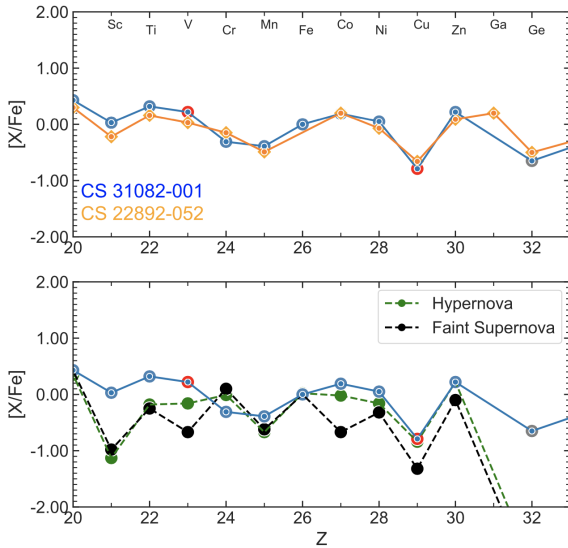 2.00
Sc Ti V Cr Mn Fe Co Ni Cu Zn Ga Ge
1.00
[X/Fe]
0.00
-1.00
CS 31082-001
CS 22892-052
-2.00
20 22 24 26 28 30 32
2.00
Hypernova
Faint Supernova
1.00
[X/Fe]
0.00
-1.00
-2.00
20 22 24 26 28 30 32
Z